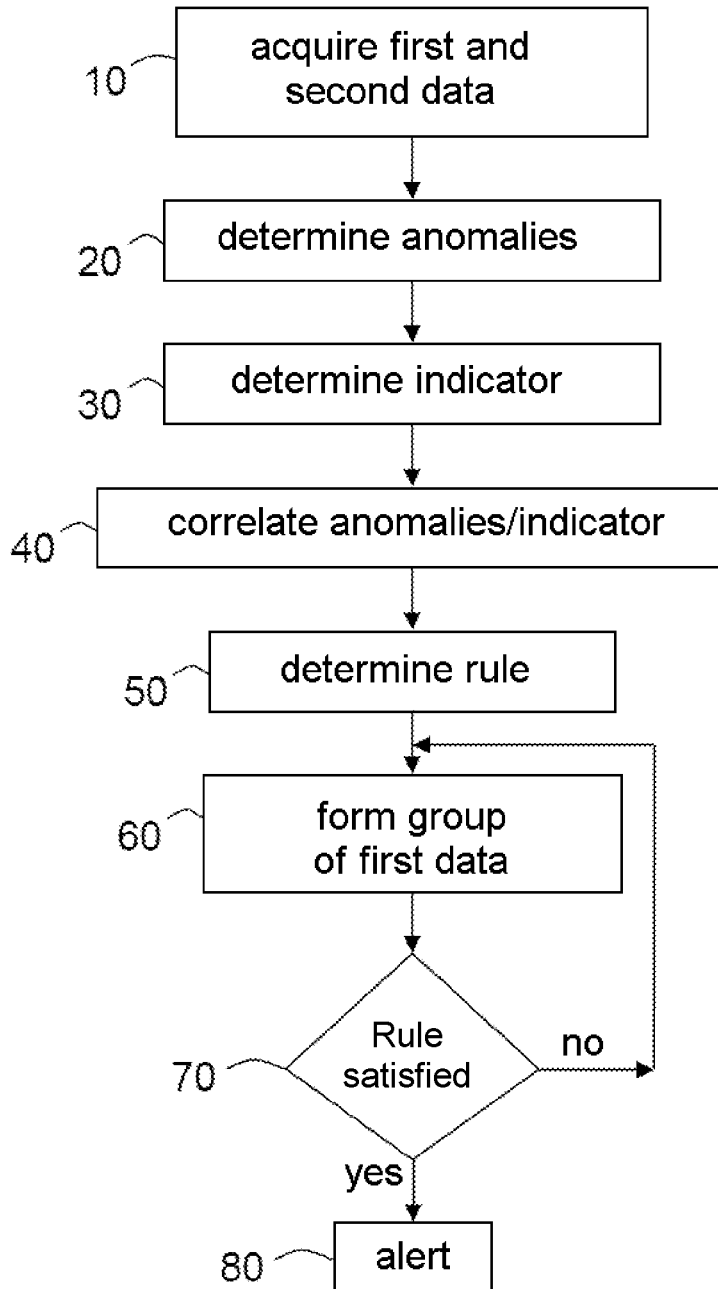 acquire first and
second data
10
determine anomalies
20
determine indicator
30
correlate anomalies/indicator
40
determine rule
50
form group
of first data
60
Rule
satisfied
70
no
yes
alert
80